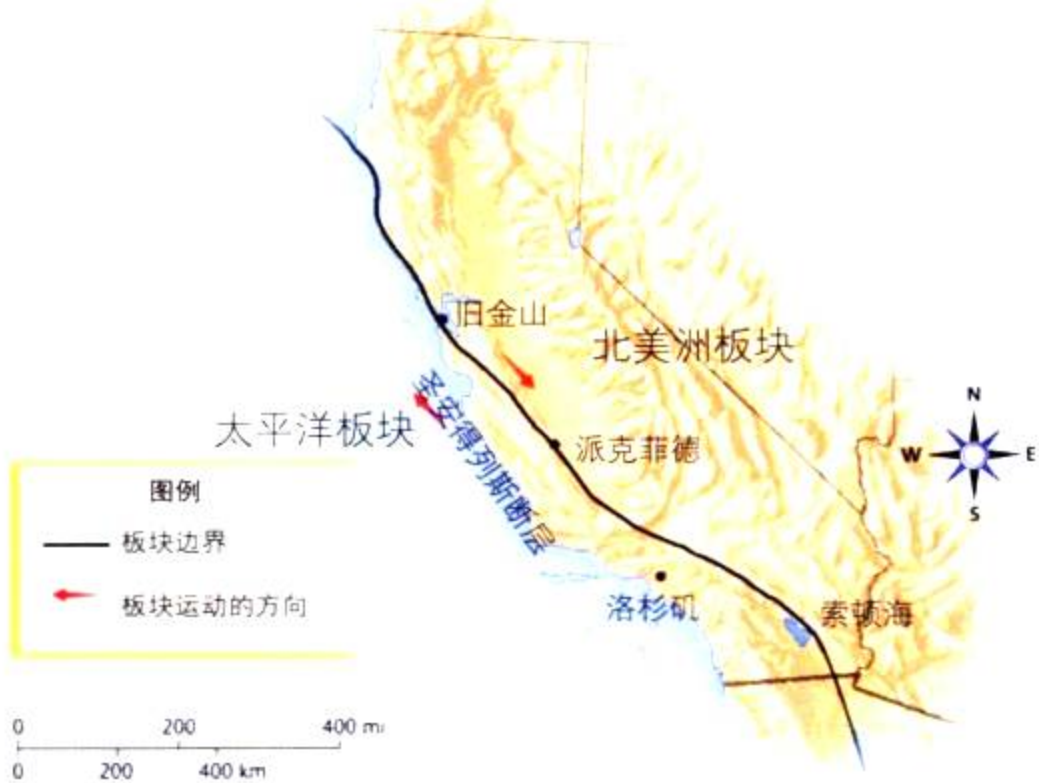 旧金山
北美洲板块
圣安得列斯断层
太平洋板块
派克菲德
N
W
E
S
图例
板块边界
板块运动的方向
洛杉矶
索顿海
0 200 400 mi
0 200 400 km